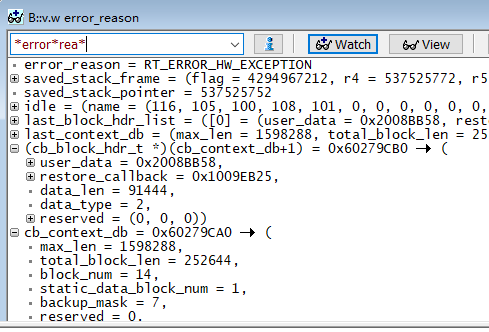 B::v.w error_reason
*error*rea*
i
Watch
View
error_reason = RT_ERROR_HW_EXCEPTION
saved_stack_frame = (flag = 4294967212, r4 = 537525772, r5
saved_stack_pointer = 537525752
idle = (name = (116, 105, 100, 108, 101, 0, 0, 0, 0, 0,
last_block_hdr_list = ([0] = (user_data = 0x2008BB58, resto
last_context_db = (max_len = 1598288, total_block_len = 25
(cb_block_hdr_t *)(cb_context_db+1) = 0x60279CB0 → (
user_data = 0x2008BB58,
restore_callback = 0x1009EB25,
data_len = 91444,
data_type = 2,
reserved = (0, 0, 0))
cb_context_db = 0x60279CA0 → (
max_len = 1598288,
total_block_len = 252644,
block_num = 14,
static_data_block_num = 1,
backup_mask = 7,
reserved = 0.